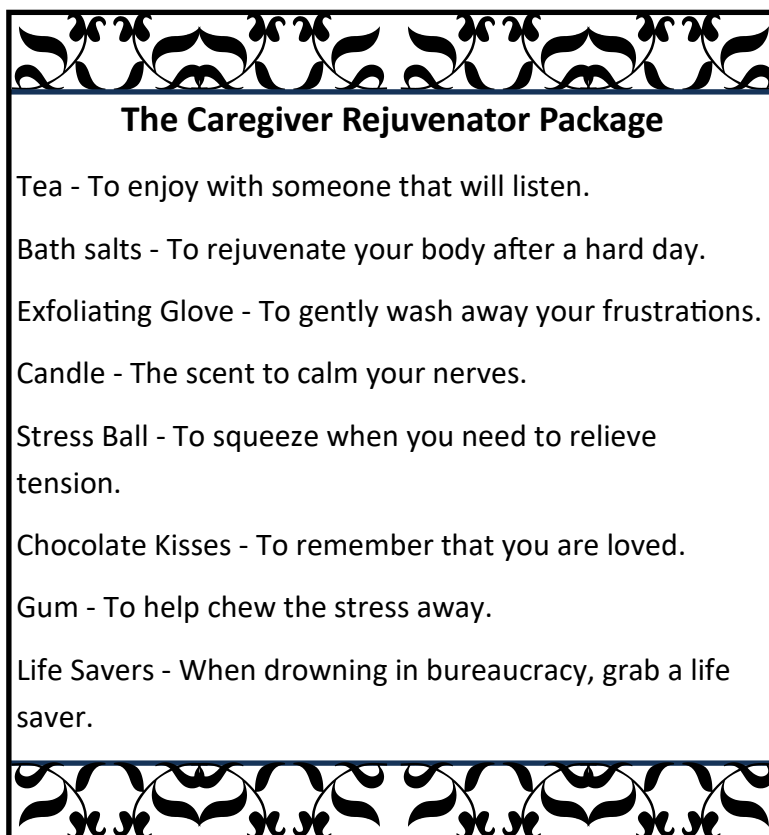 The Caregiver Rejuvenator Package
Tea - To enjoy with someone that will listen.
Bath salts - To rejuvenate your body after a hard day.
Exfoliating Glove - To gently wash away your frustrations.
Candle - The scent to calm your nerves.
Stress Ball - To squeeze when you need to relieve
tension.
Chocolate Kisses - To remember that you are loved.
Gum - To help chew the stress away.
Life Savers - When drowning in bureaucracy, grab a life
saver.